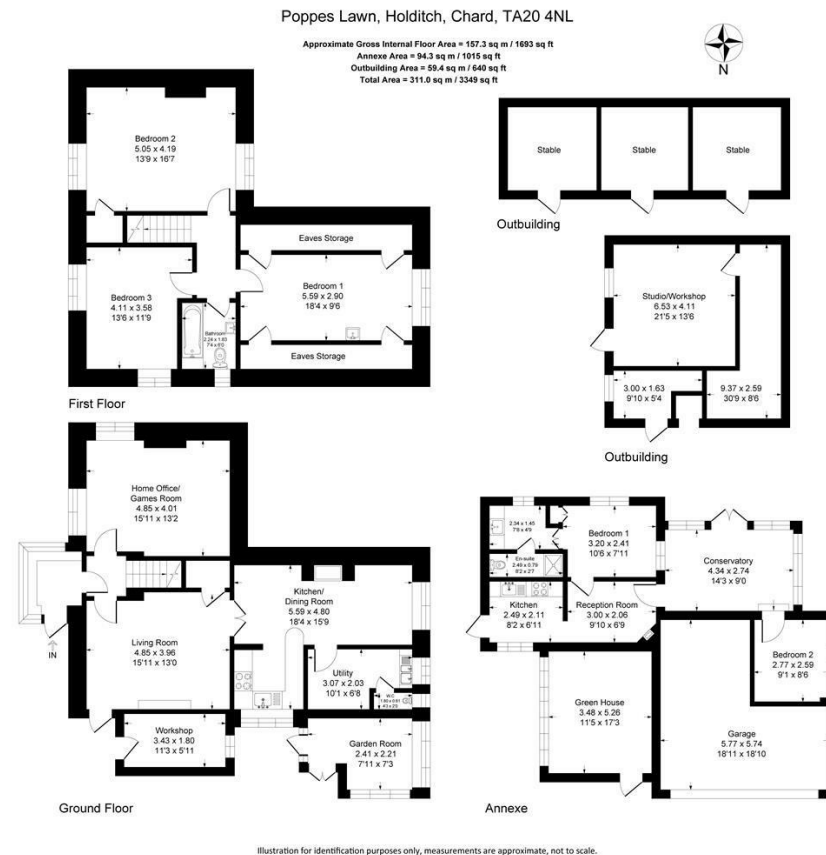 Poppes Lawn, Holditch, Chard, TA20 4NL
Approximate Gross Internal Floor Area = 157.3 sq m / 1693 sq ft
Annexe Area = 94.3 sq m / 1015 sq ft
Outbuilding Area = 59.4 sq m / 640 sq ft
Total Area = 311.0 sq m / 3349 sq ft
N
Bedroom 2
5.05 x 4.19
13'9 x 16'7
Bedroom 3
4.11 x 3.58
13'6 x 11'9
Bathroom
2.24 x 1.83
7'4 x 6'0
Eaves Storage
Bedroom 1
5.59 x 2.90
18'4 x 9'6
Eaves Storage
First Floor
Stable
Stable
Stable
Outbuilding
Studio/Workshop
6.53 x 4.11
21'5 x 13'6
3.00 x 1.63
9'10 x 5'4
9.37 x 2.59
30'9 x 8'6
Outbuilding
Home Office/
Games Room
4.85 x 4.01
15'11 x 13'2
IN
Living Room
4.85 x 3.96
15'11 x 13'0
Kitchen/
Dining Room
5.59 x 4.80
18'4 x 15'9
Utility
3.07 x 2.03
10'1 x 6'8
Workshop
3.43 x 1.80
11'3 x 5'11
Garden Room
2.41 x 2.21
7'11 x 7'3
Ground Floor
2.34 x 1.45
7'8 x 4'9
En-suite
2.49 x 0.79
8'2 x 2'7
Bedroom 1
3.20 x 2.41
10'6 x 7'11
Conservatory
4.34 x 2.74
14'3 x 9'0
Kitchen
2.49 x 2.11
8'2 x 6'11
Reception Room
3.00 x 2.06
9'10 x 6'9
Bedroom 2
2.77 x 2.59
9'1 x 8'6
Green House
3.48 x 5.26
11'5 x 17'3
Garage
5.77 x 5.74
18'11 x 18'10
Annexe
Illustration for identification purposes only, measurements are approximate, not to scale.